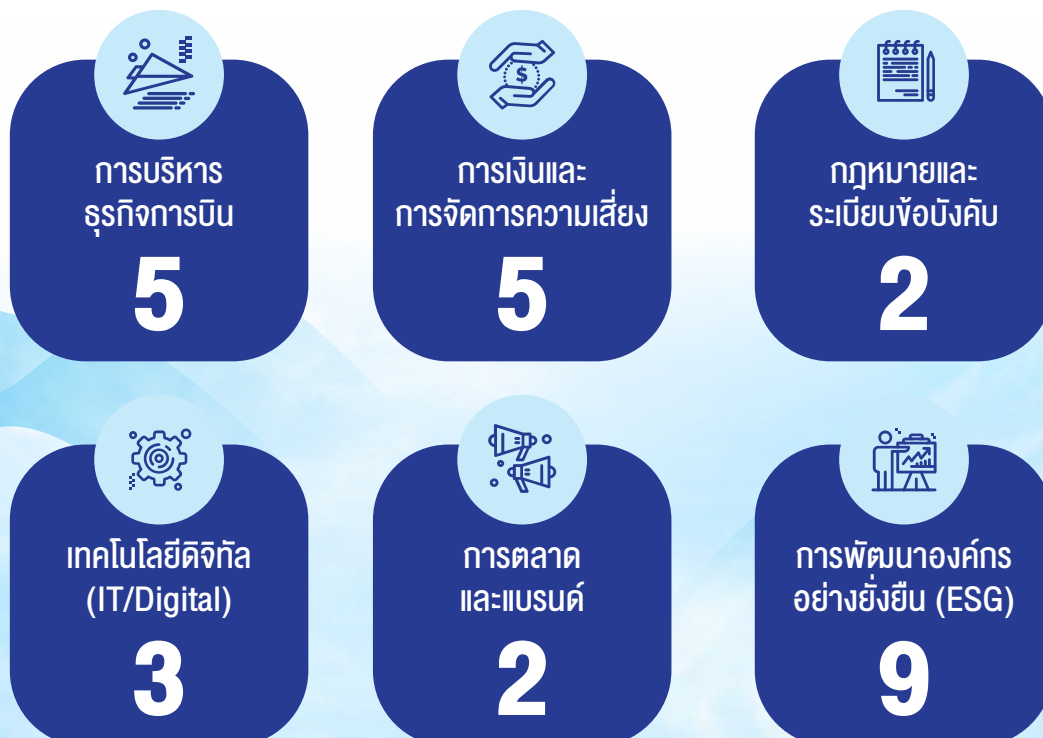 การบริหาร
ธุรกิจการบิน
5
การเงินและ
การจัดการความเสี่ยง
5
กฎหมายและ
ระเบียบข้อบังคับ
2
เทคโนโลยีดิจิทัล
(IT/Digital)
3
การตลาด
และแบรนด์
2
การพัฒนาองค์กร
อย่างยั่งยืน (ESG)
9